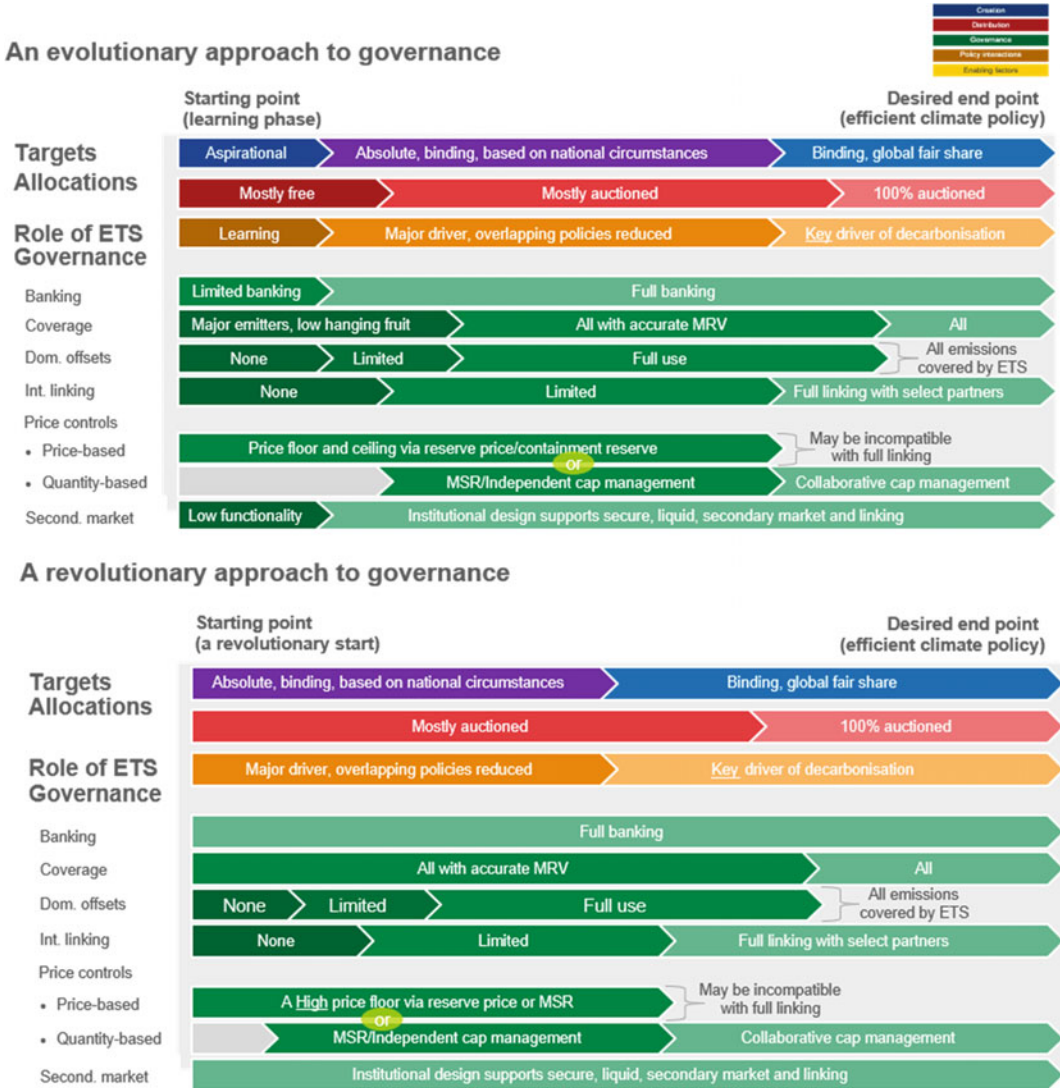 Creation
Distribution
Governance
Policy interactions
Enabling factors
An evolutionary approach to governance
Starting point
(learning phase)
Desired end point
(efficient climate policy)
Targets
Aspirational
Absolute, binding, based on national circumstances
Binding, global fair share
Allocations
Mostly free
Mostly auctioned
100% auctioned
Role of ETS
Learning
Major driver, overlapping policies reduced
Key driver of decarbonisation
Governance
Banking
Limited banking
Full banking
Coverage
Major emitters, low hanging fruit
All with accurate MRV
All
Dom. offsets
None
Limited
Full use
All emissions
covered by ETS
Int. linking
None
Limited
Full linking with select partners
Price controls
• Price-based
Price floor and ceiling via reserve price/containment reserve
May be incompatible
with full linking
or
• Quantity-based
MSR/Independent cap management
Collaborative cap management
Second. market
Low functionality
Institutional design supports secure, liquid, secondary market and linking
A revolutionary approach to governance
Starting point
(a revolutionary start)
Desired end point
(efficient climate policy)
Targets
Absolute, binding, based on national circumstances
Binding, global fair share
Allocations
Mostly auctioned
100% auctioned
Role of ETS
Major driver, overlapping policies reduced
Key driver of decarbonisation
Governance
Banking
Full banking
Coverage
All with accurate MRV
All
Dom. offsets
None
Limited
Full use
All emissions
covered by ETS
Int. linking
None
Limited
Full linking with select partners
Price controls
• Price-based
A High price floor via reserve price or MSR
May be incompatible
with full linking
or
• Quantity-based
MSR/Independent cap management
Collaborative cap management
Second. market
Institutional design supports secure, liquid, secondary market and linking